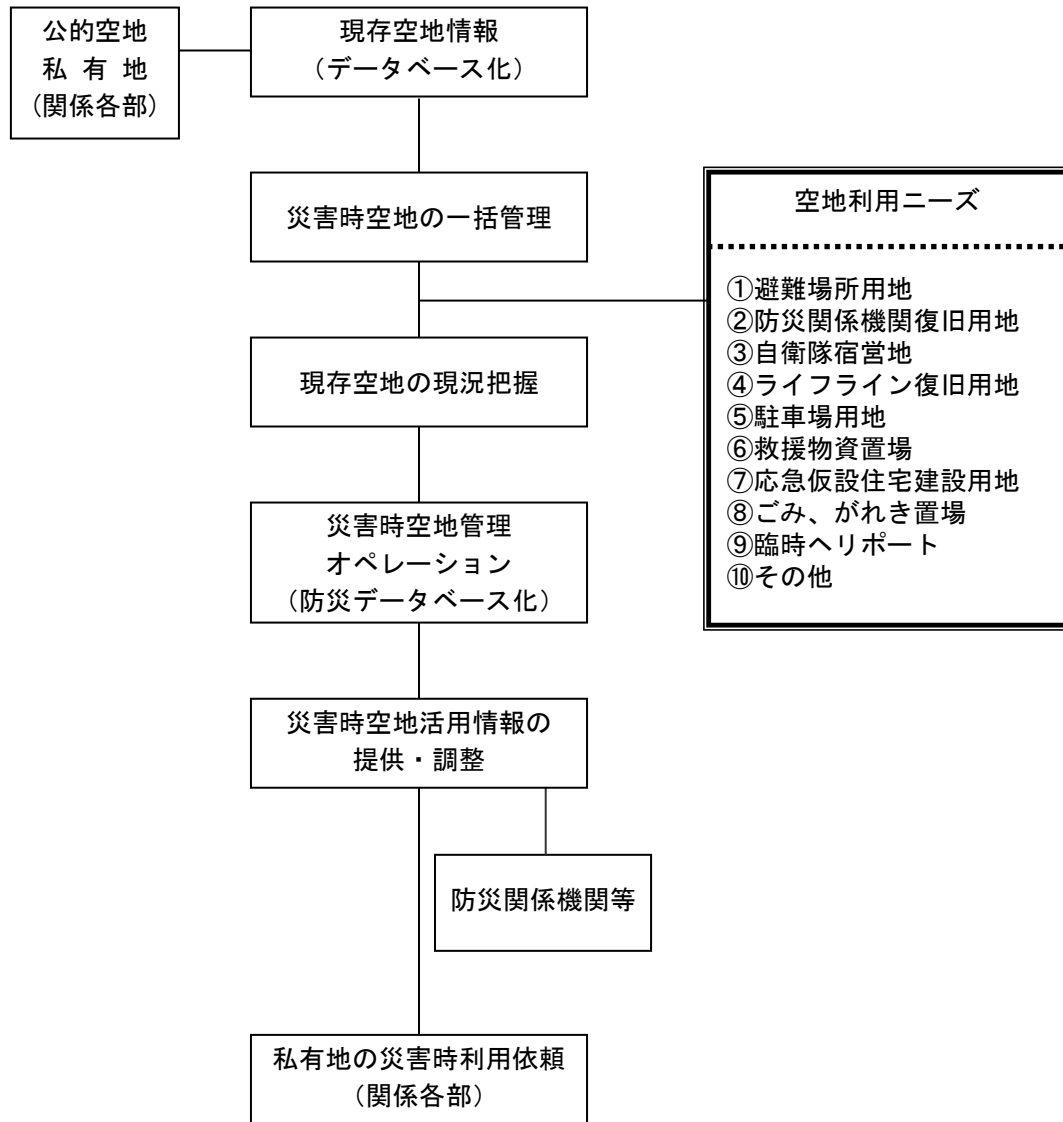 公的空地
私 有 地
（関係各部）
現存空地情報
（データベース化）
災害時空地の一括管理
空地利用ニーズ
①避難場所用地
②防災関係機関復旧用地
③自衛隊宿営地
④ライフライン復旧用地
⑤駐車場用地
⑥救援物資置場
⑦応急仮設住宅建設用地
⑧ごみ、がれき置場
⑨臨時ヘリポート
⑩その他
現存空地の現況把握
災害時空地管理
オペレーション
（防災データベース化）
災害時空地活用情報の
提供・調整
防災関係機関等
私有地の災害時利用依頼
（関係各部）